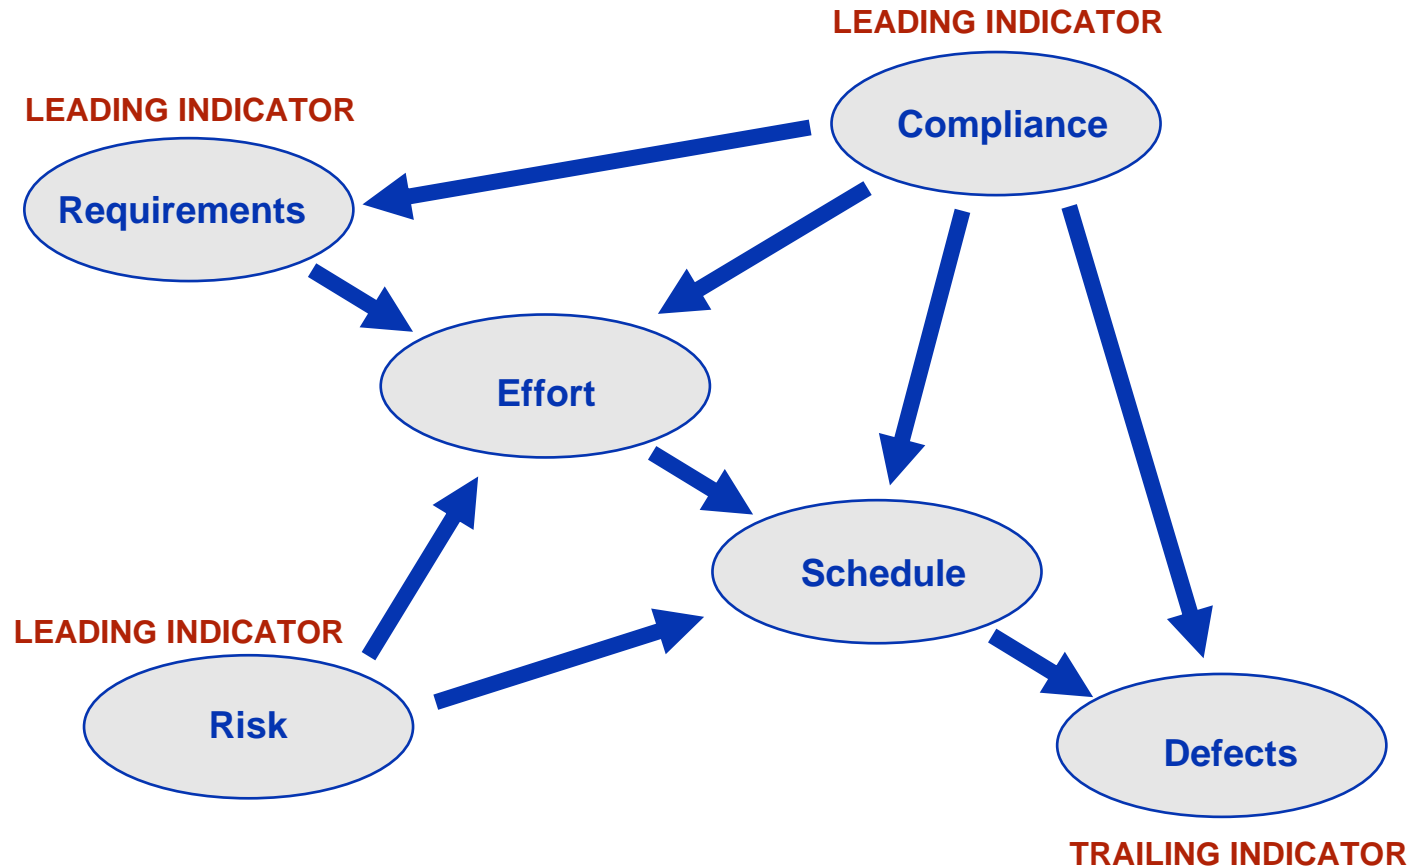 LEADING INDICATOR
Compliance
LEADING INDICATOR
Requirements
Effort
Schedule
LEADING INDICATOR
Risk
Defects
TRAILING INDICATOR